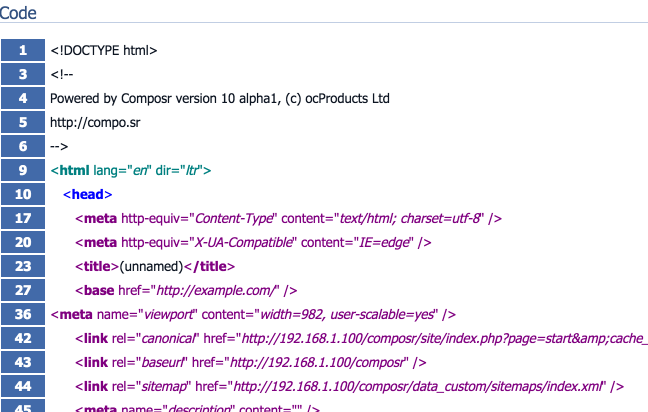 Code
1 <!DOCTYPE html>
3 <!--
4 Powered by Composr version 10 alpha1, (c) ocProducts Ltd
5 http://compo.sr
6 -->
9 <html lang="en" dir="ltr">
10 <head>
17 <meta http-equiv="Content-Type" content="text/html; charset=utf-8" />
20 <meta http-equiv="X-UA-Compatible" content="IE=edge" />
23 <title>(unnamed)</title>
27 <base href="http://example.com/" />
36 <meta name="viewport" content="width=982, user-scalable=yes" />
42 <link rel="canonical" href="http://192.168.1.100/composr/site/index.php?page=start&amp;cache_
43 <link rel="baseurl" href="http://192.168.1.100/composr" />
44 <link rel="sitemap" href="http://192.168.1.100/composr/data_custom/sitemaps/index.xml" />
45 <meta name="description" content="" />